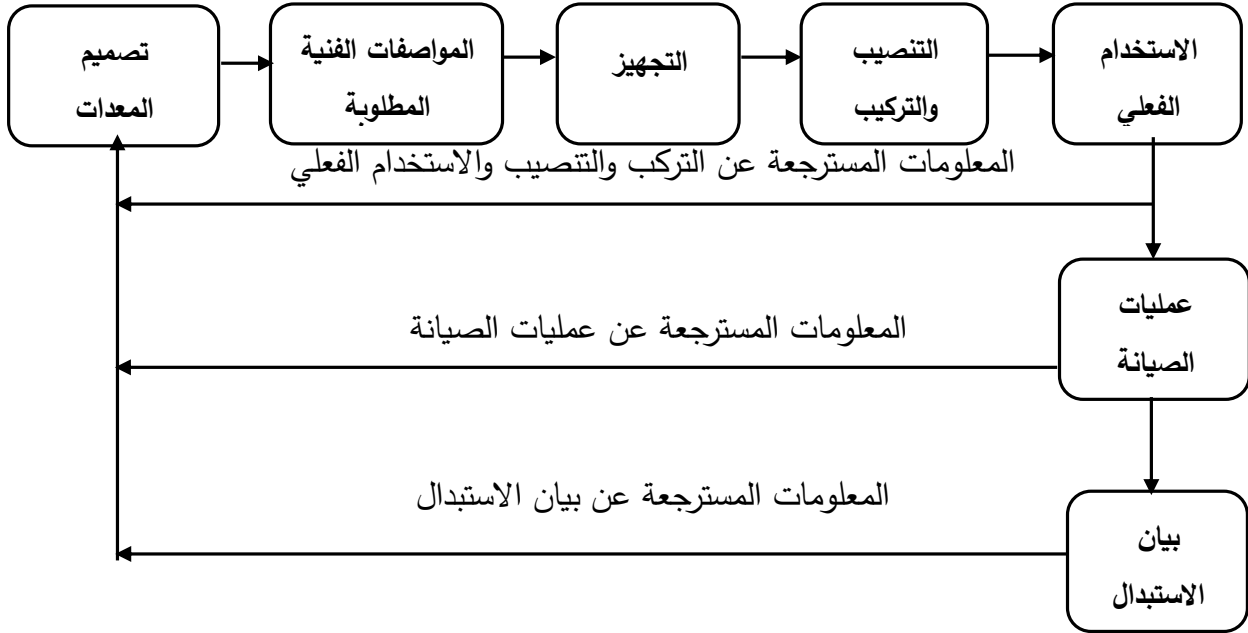 تصميم
المعدات
المواصفات الفنية
المطلوبة
التجهيز
التنصيب
والتركيب
الاستخدام
الفعلي
المعلومات المسترجعة عن التركب والتنصيب والاستخدام الفعلي
عمليات
الصيانة
المعلومات المسترجعة عن عمليات الصيانة
المعلومات المسترجعة عن بيان الاستبدال
بيان
الاستبدال